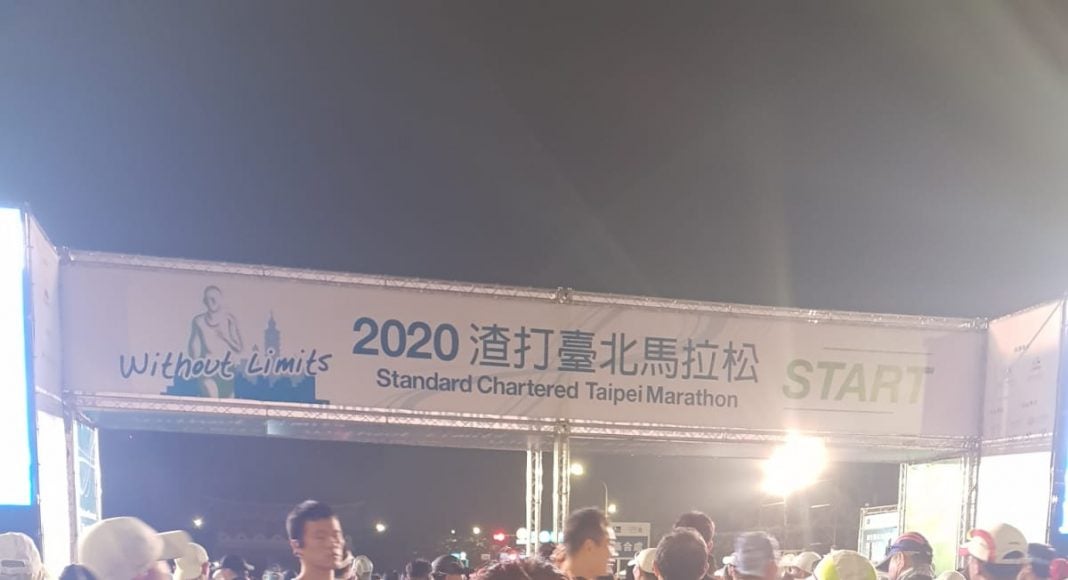 Without Limits
2020 渣打臺北馬拉松
Standard Chartered Taipei Marathon
START